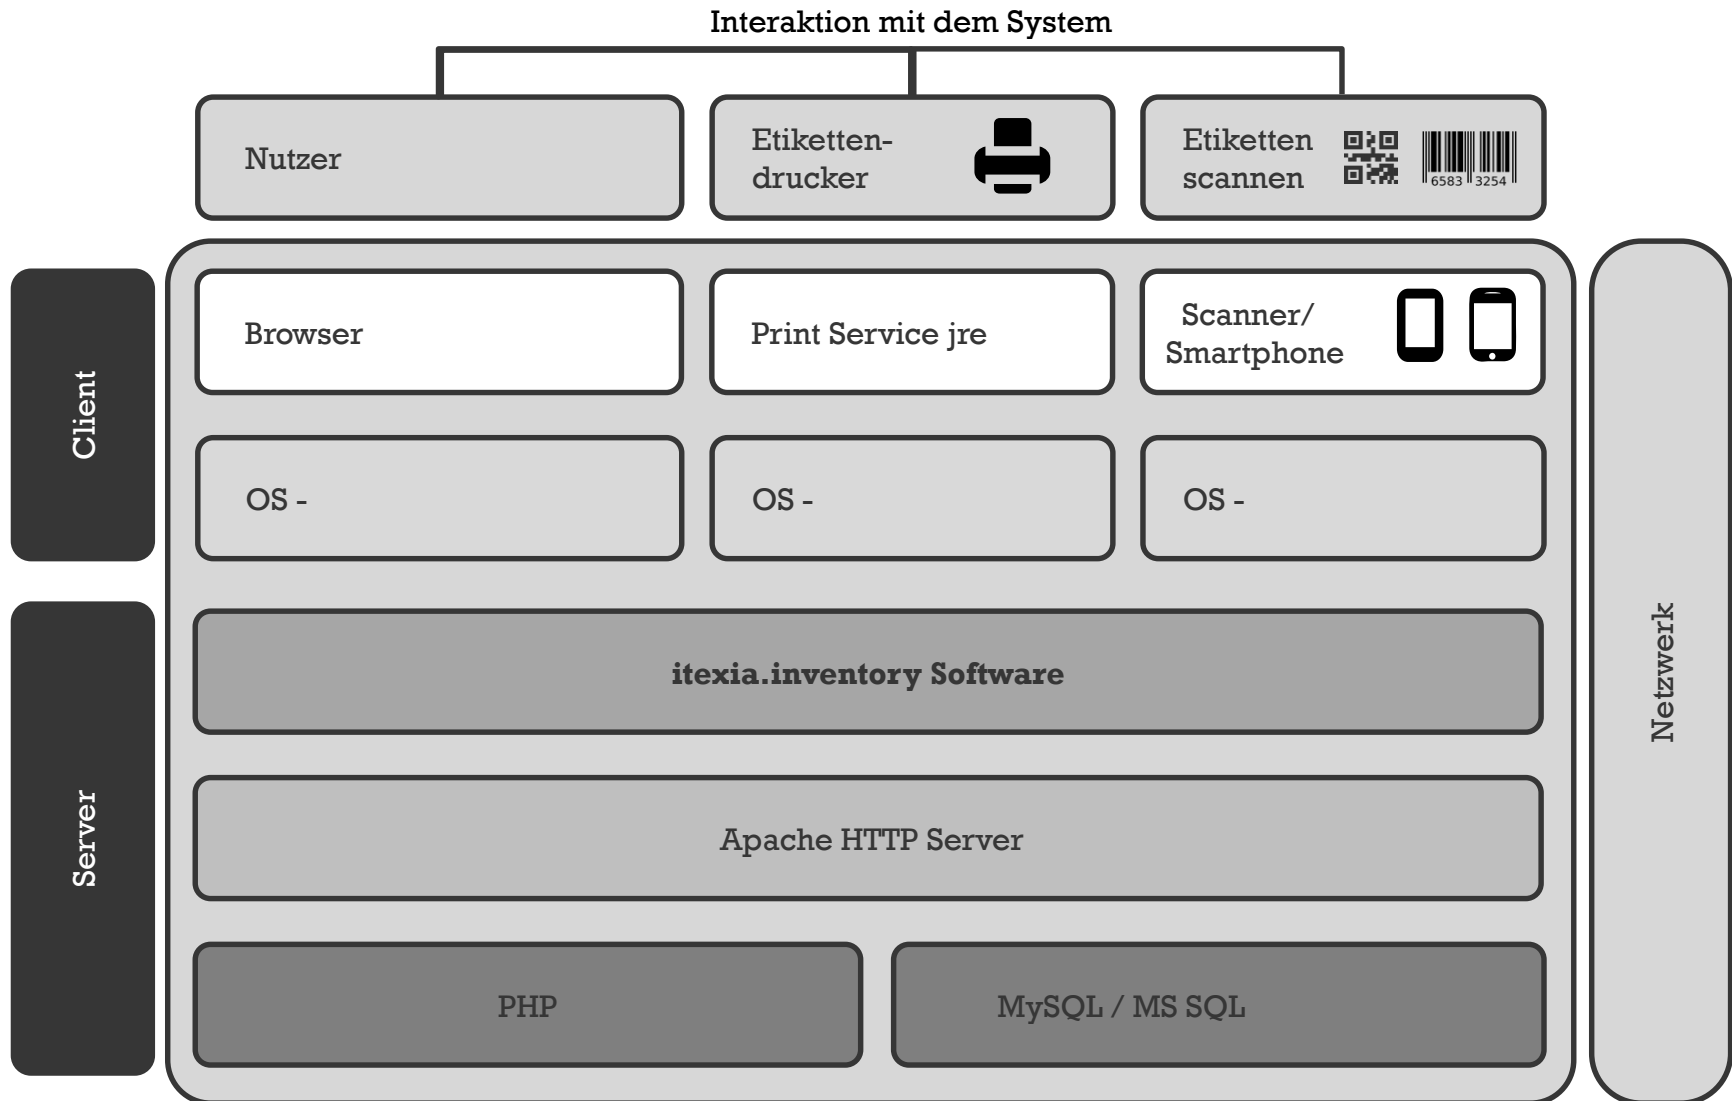 Interaktion mit dem System
Nutzer
Etiketten-
drucker
Etiketten
scannen
6583 3254
Client
Browser
Print Service jre
Scanner/
Smartphone
OS -
OS -
OS -
Server
itexia.inventory Software
Apache HTTP Server
PHP
MySQL / MS SQL
Netzwerk